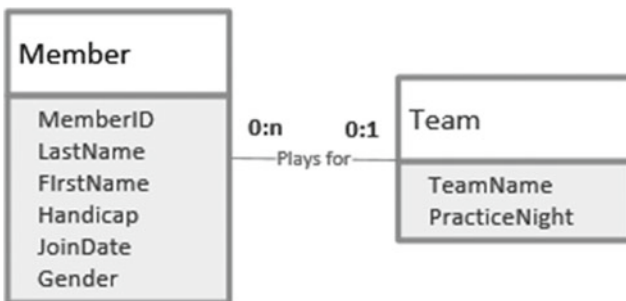 Member
MemberID
LastName
FIrstName
Handicap
JoinDate
Gender
0:n
0:1
Plays for
Team
TeamName
PracticeNight